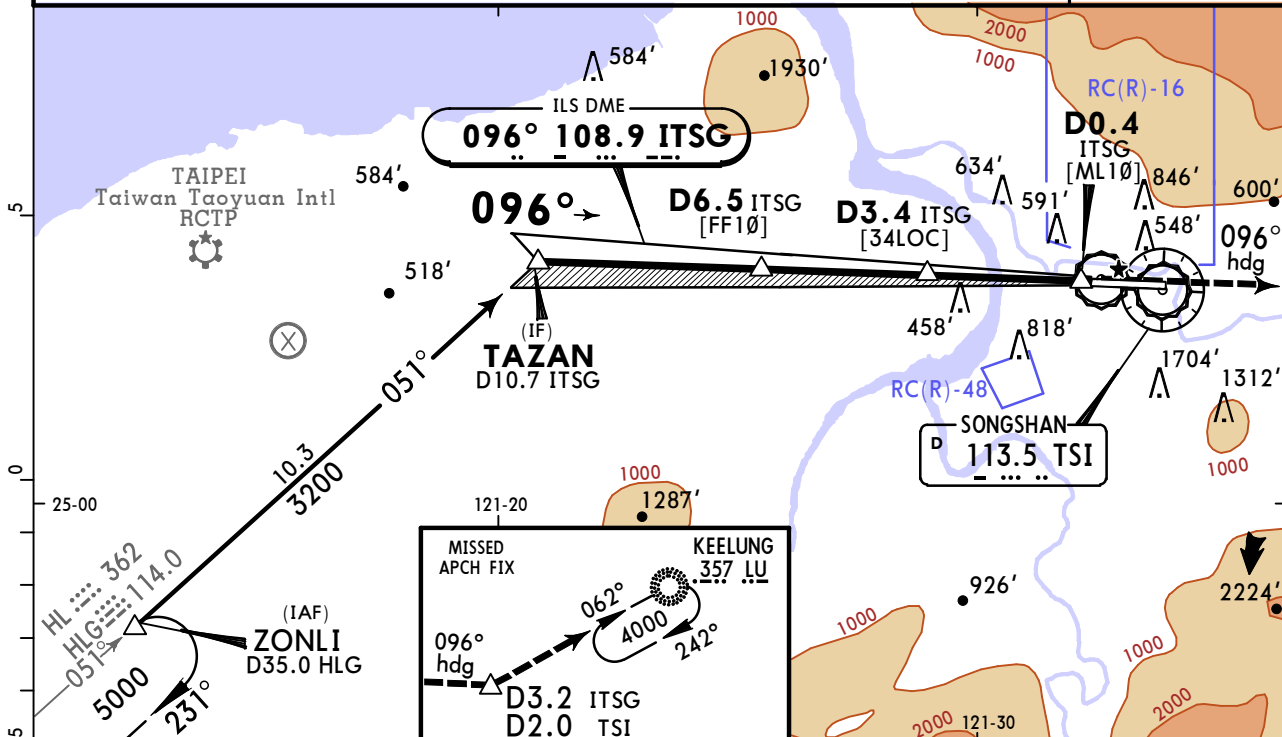 1000
2000
1000
584'
1930'
RC(R)-16
ILS DME
096° 108.9 ITSG
D0.4
ITSG
[ML1Ø]
TAIPEI
Taiwan Taoyuan Intl
RCTP
584'
634'
846'
600'
591'
548'
5
096°
D6.5 ITSG
[FF1Ø]
D3.4 ITSG
[34LOC]
096°
hdg
518'
458'
818'
(IF)
TAZAN
D10.7 ITSG
051°
RC(R)-48
1704'
1312'
SONGSHAN
D 113.5 TSI
1000
10.3
3200
0
25-00
121-20
1000
1287'
MISSED
APCH FIX
KEELUNG
357 LU
062°
4000
242°
096°
hdg
D3.2 ITSG
D2.0 TSI
HL 362
HLG 114.0
051°
(IAF)
ZONLI
D35.0 HLG
5000
231°
926'
2224'
1000
1000
2000
121-30
2000
5